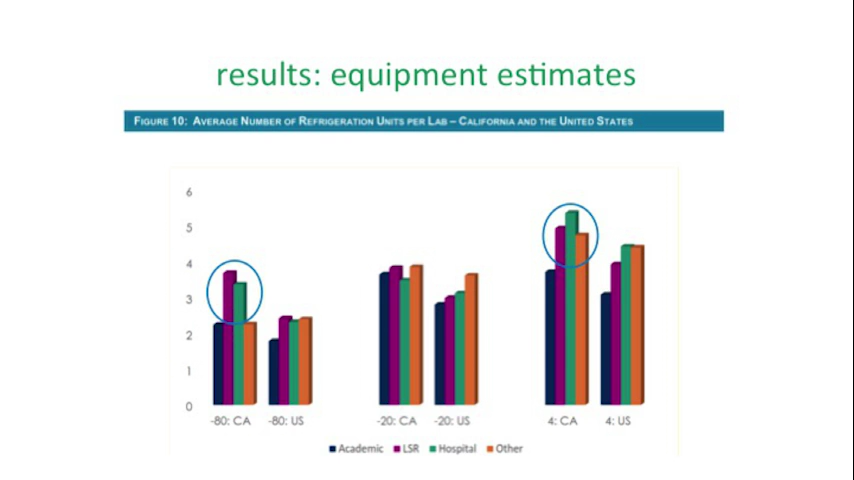 results: equipment estimates
FIGURE 10: AVERAGE NUMBER OF REFRIGERATION UNITS PER LAB – CALIFORNIA AND THE UNITED STATES
6
5
4
3
2
1
0
-80: CA -80: US -20: CA -20: US 4: CA 4: US
Academic LSR Hospital Other